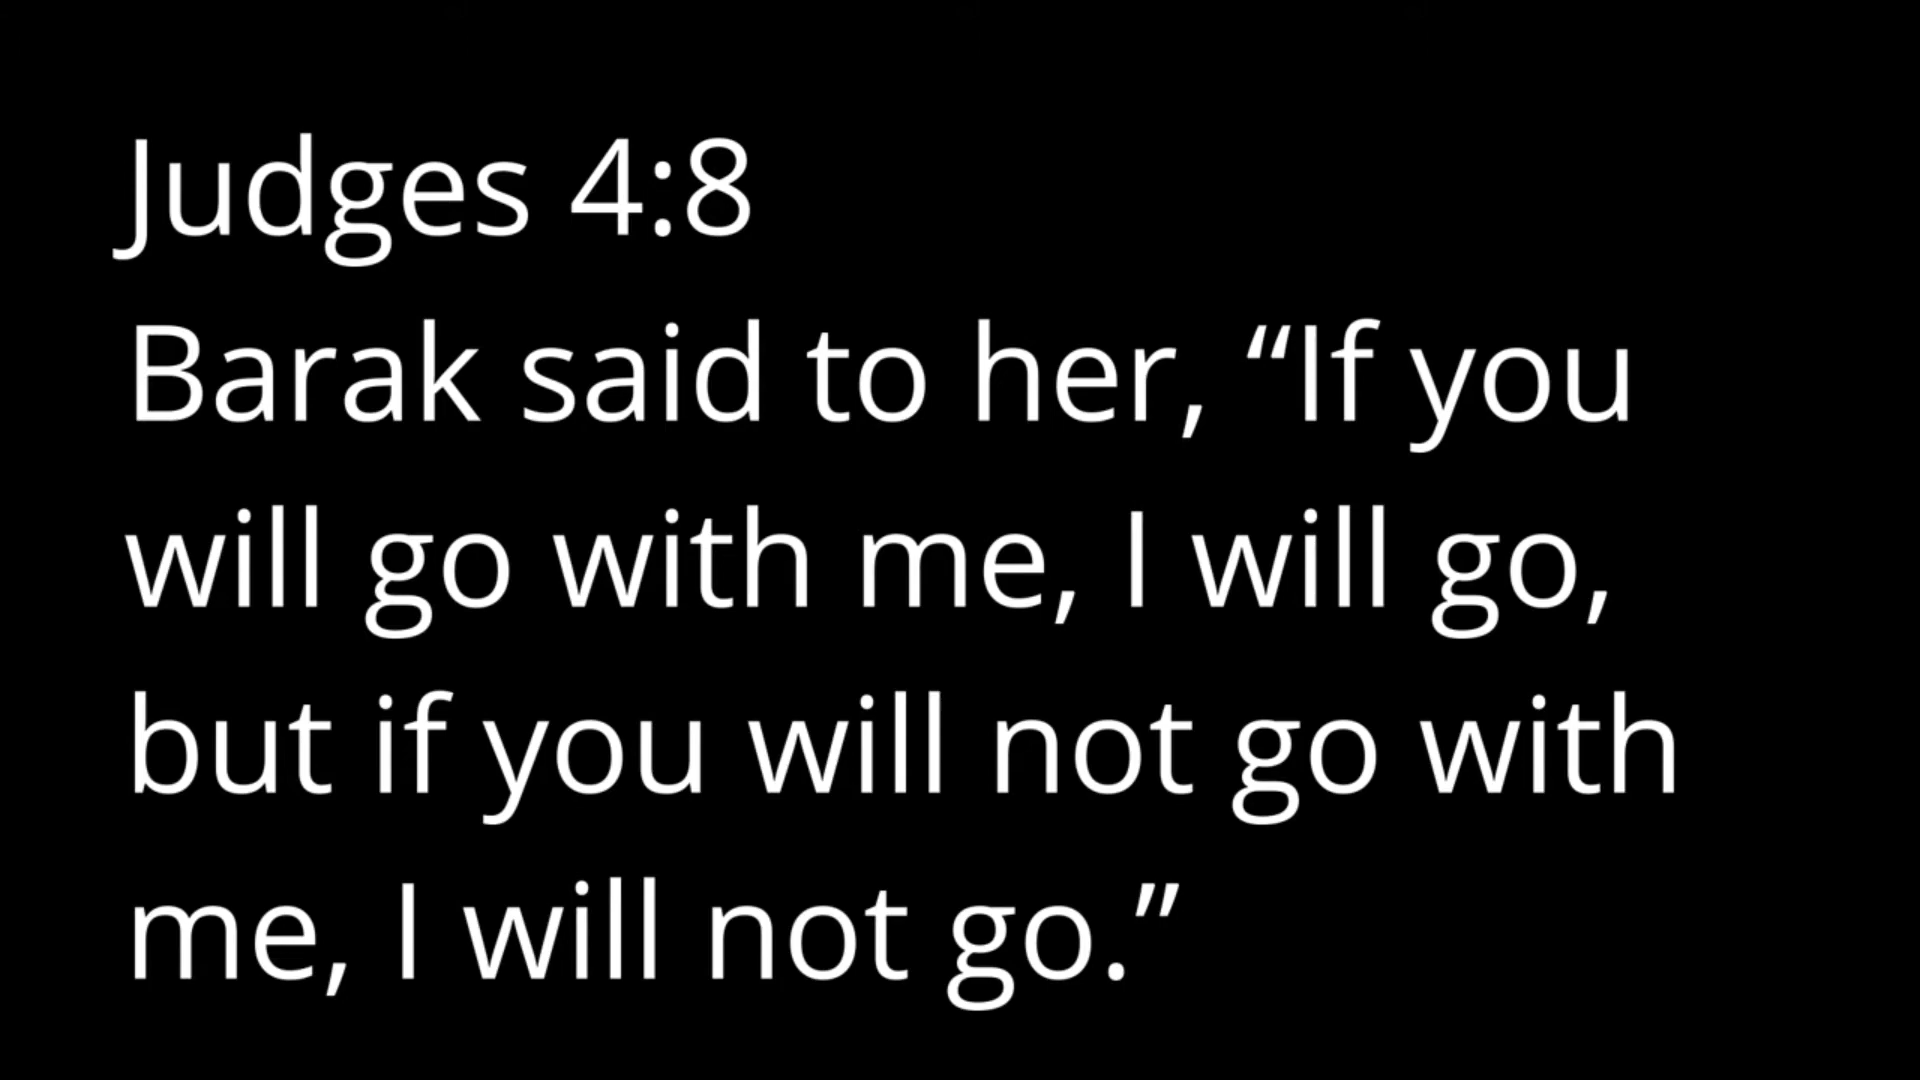 Judges 4:8
Barak said to her, “If you
will go with me, I will go,
but if you will not go with
me, I will not go.”